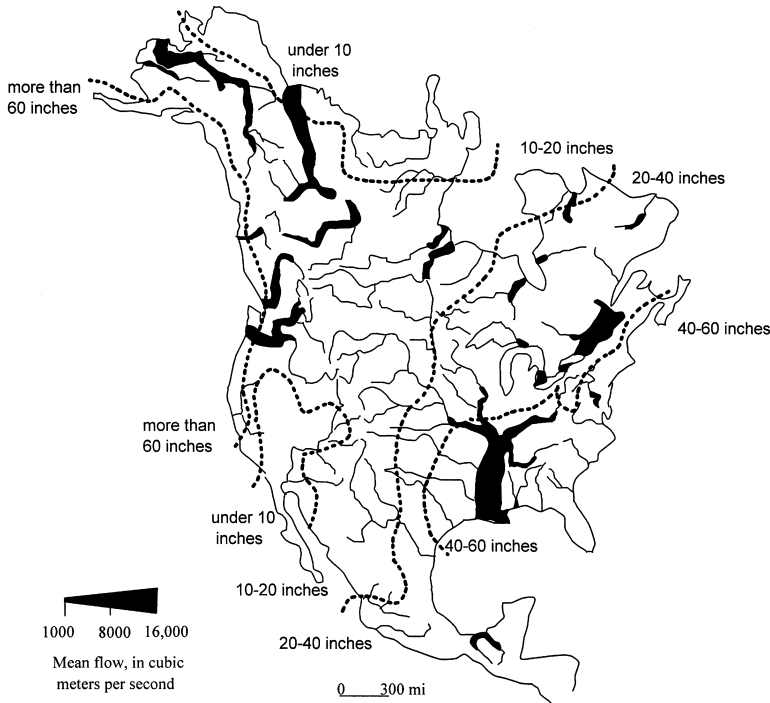 under 10
inches
more than
60 inches
10-20 inches
20-40 inches
40-60 inches
more than
60 inches
under 10
inches
40-60 inches
10-20 inches
20-40 inches
1000 8000 16,000
Mean flow, in cubic
meters per second
0 300 mi